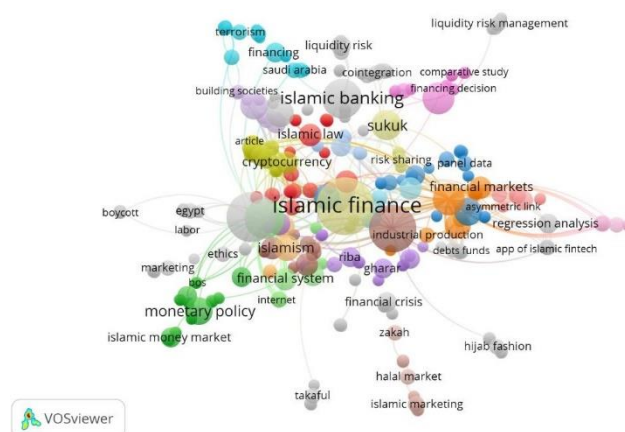 liquidity risk management
terrorism
liquidity risk
financing
comparative study
saudi arabia
cointegration
financing decision
building societies
islamic banking
sukuk
islamic law
article
cryptocurrency
risk sharing
panel data
financial markets
islamic finance
asymmetric link
boycott
egypt
regression analysis
labor
industrial production
islamism
debts funds
app of islamic fintech
ethics
riba
gharar
marketing
financial system
bos
internet
financial crisis
monetary policy
islamic money market
zakah
hijab fashion
halal market
takaful
islamic marketing
VOSviewer